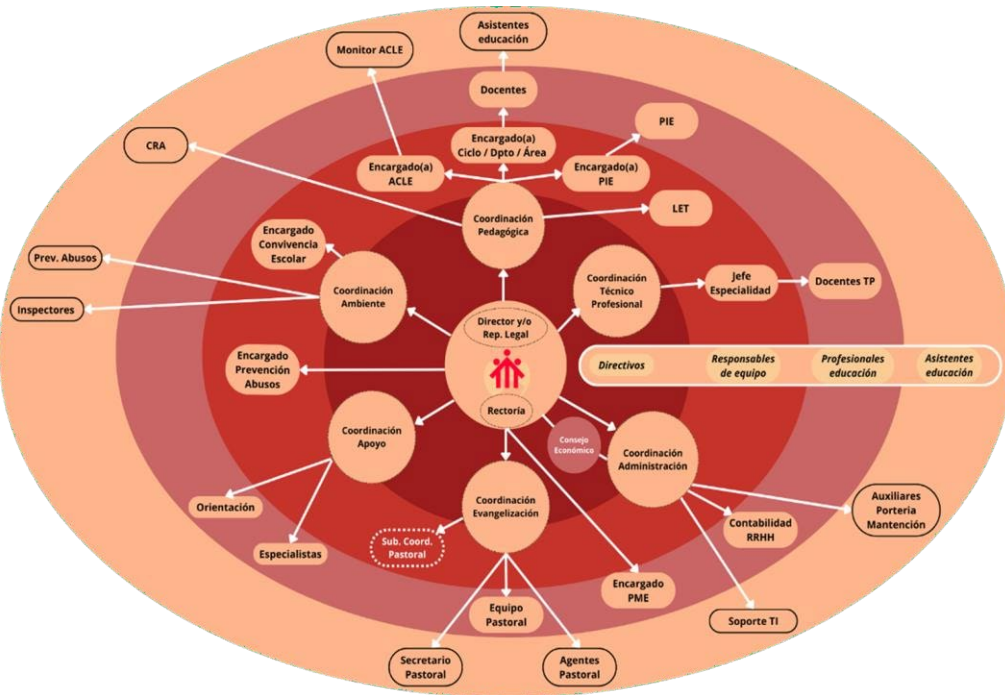 Asistentes
educación
Monitor ACLE
Docentes
PIE
CRA
Encargado(a)
Ciclo / Dpto / Área
Encargado(a)
ACLE
Encargado(a)
PIE
LET
Coordinación
Pedagógica
Encargado
Convivencia
Escolar
Prev. Abusos
Inspectores
Coordinación
Ambiente
Coordinación
Técnico
Profesional
Jefe
Especialidad
Docentes TP
Director y/o
Rep. Legal
Encargado
Prevención
Abusos
Directivos
Responsables
de equipo
Profesionales
educación
Asistentes
educación
Rectoría
Coordinación
Apoyo
Consejo
Económico
Coordinación
Administración
Orientación
Coordinación
Evangelización
Auxiliares
Porteria
Mantención
Contabilidad
RRHH
Sub. Coord.
Pastoral
Especialistas
Encargado
PME
Equipo
Pastoral
Soporte TI
Secretario
Pastoral
Agentes
Pastoral